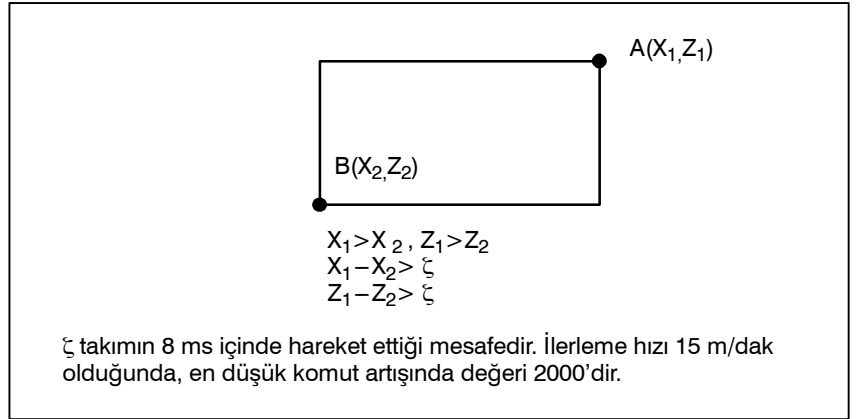 A(X₁,Z₁)
B(X₂,Z₂)
X₁>X ₂ , Z₁>Z₂
X₁−X₂> ζ
Z₁−Z₂> ζ
ζ takımın 8 ms içinde hareket ettiği mesafedir. İlerleme hızı 15 m/dak
olduğunda, en düşük komut artışında değeri 2000’dir.